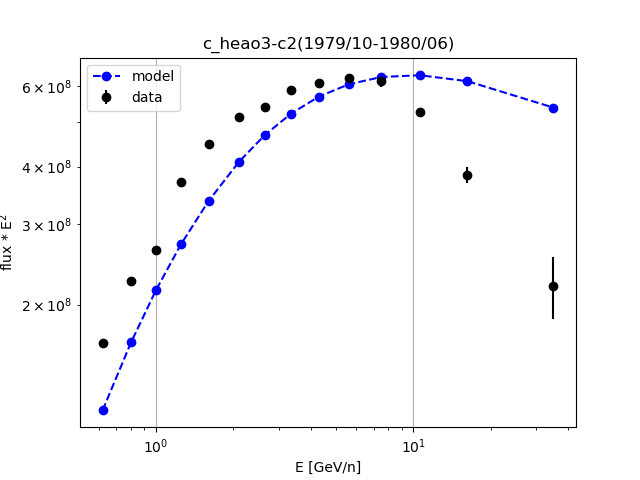 c_heao3-c2(1979/10-1980/06)
model
data
6 × 10⁸
4 × 10⁸
3 × 10⁸
2 × 10⁸
flux * E²
10⁰
10¹
E [GeV/n]